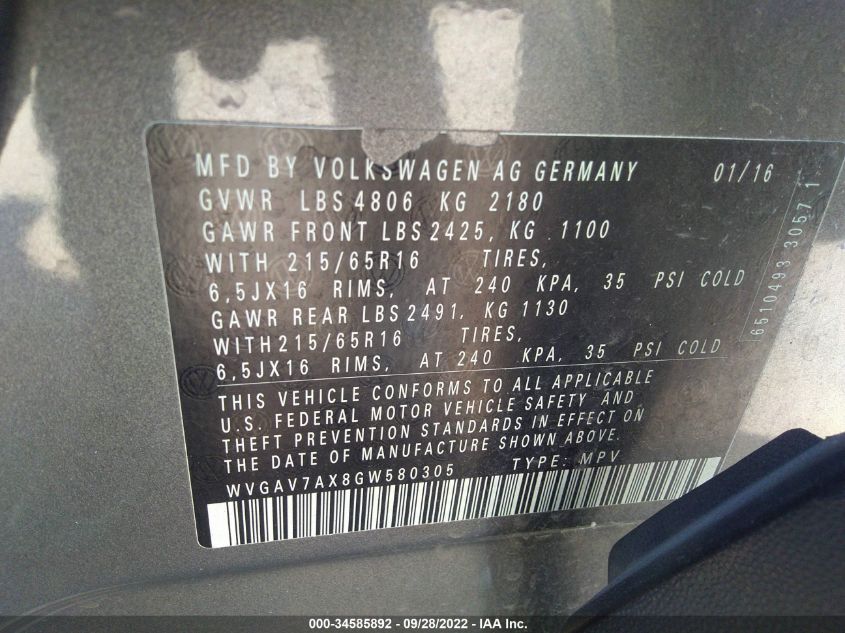 MFD BY VOLKSWAGEN AG GERMANY 01/16
GVWR LBS 4806 KG 2180
GAWR FRONT LBS 2425, KG 1100
WITH 215/65R16 TIRES,
6,5JX16 RIMS, AT 240 KPA, 35 PSI COLD
GAWR REAR LBS 2491, KG 1130
WITH 215/65R16 TIRES,
6,5JX16 RIMS, AT 240 KPA, 35 PSI COLD
THIS VEHICLE CONFORMS TO ALL APPLICABLE
U.S. FEDERAL MOTOR VEHICLE SAFETY AND
THEFT PREVENTION STANDARDS IN EFFECT ON
THE DATE OF MANUFACTURE SHOWN ABOVE.
WVGAV7AX8GW580305 TYPE: MPV
6510493 30571
000-34585892 - 09/28/2022 - IAA Inc.